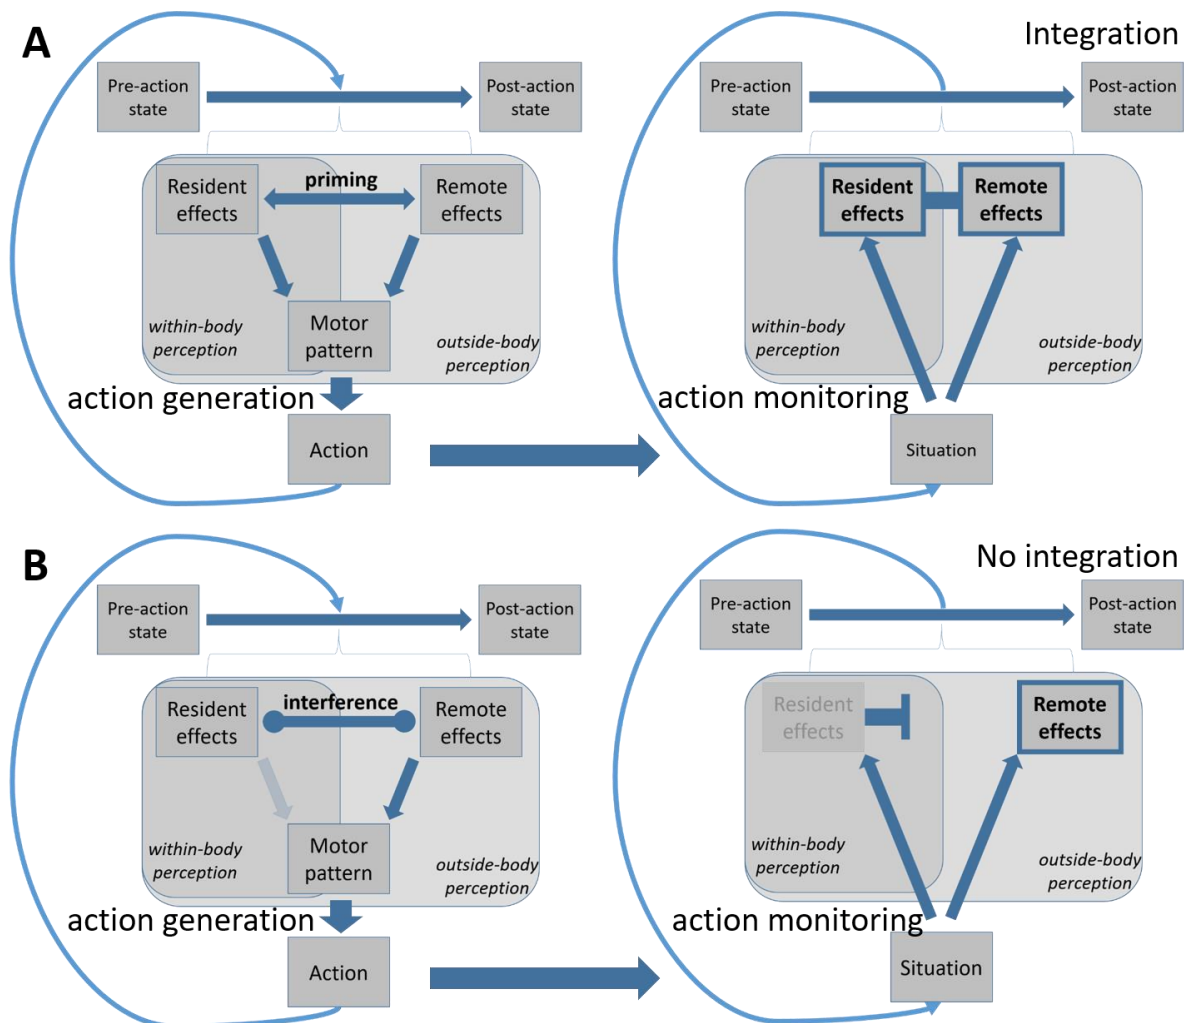 A
Pre-action
state
Post-action
state
Resident
effects
priming
Remote
effects
within-body
perception
Motor
pattern
outside-body
perception
action generation
Action
Integration
Pre-action
state
Post-action
state
Resident
effects
Remote
effects
within-body
perception
outside-body
perception
action monitoring
Situation
B
Pre-action
state
Post-action
state
Resident
effects
interference
Remote
effects
within-body
perception
Motor
pattern
outside-body
perception
action generation
Action
No integration
Pre-action
state
Post-action
state
Resident
effects
Remote
effects
within-body
perception
outside-body
perception
action monitoring
Situation